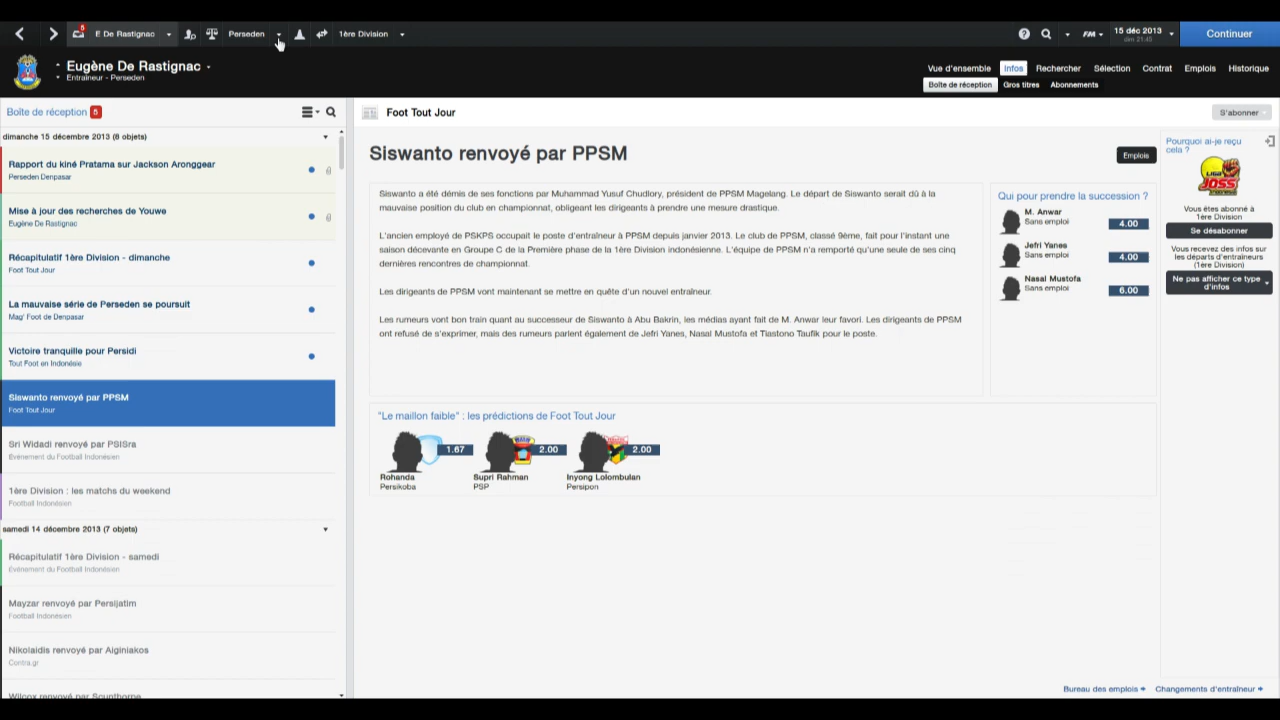 5
E De Rastignac
Perseden
1ère Division
FM
15 déc 2013
dim 21:45
Continuer
Eugène De Rastignac
Entraîneur - Perseden
Vue d'ensemble
Infos
Rechercher
Sélection
Contrat
Emplois
Historique
Boîte de réception
Gros titres
Abonnements
Boîte de réception 5
dimanche 15 décembre 2013 (8 objets)
Rapport du kiné Pratama sur Jackson Aronggear
Perseden Denpasar
Mise à jour des recherches de Youwe
Eugène De Rastignac
Récapitulatif 1ère Division - dimanche
Foot Tout Jour
La mauvaise série de Perseden se poursuit
Mag' Foot de Denpasar
Victoire tranquille pour Persidi
Tout Foot en Indonésie
Siswanto renvoyé par PPSM
Foot Tout Jour
Sri Widadi renvoyé par PSISra
Évènement du Football Indonésien
1ère Division : les matchs du weekend
Football Indonésien
samedi 14 décembre 2013 (7 objets)
Récapitulatif 1ère Division - samedi
Évènement du Football Indonésien
Mayzar renvoyé par Persijatim
Football Indonésien
Nikolaidis renvoyé par Aiginiakos
Contra.gr
Wilcox renvoyé par Scunthorpe
Foot Tout Jour
S'abonner
Siswanto renvoyé par PPSM
Emplois
Siswanto a été démis de ses fonctions par Muhammad Yusuf Chudlory, président de PPSM Magelang. Le départ de Siswanto serait dû à la
mauvaise position du club en championnat, obligeant les dirigeants à prendre une mesure drastique.
L'ancien employé de PSKPS occupait le poste d'entraîneur à PPSM depuis janvier 2013. Le club de PPSM, classé 9ème, fait pour l'instant une
saison décevante en Groupe C de la Première phase de la 1ère Division indonésienne. L'équipe de PPSM n'a remporté qu'une seule de ses cinq
dernières rencontres de championnat.
Les dirigeants de PPSM vont maintenant se mettre en quête d'un nouvel entraîneur.
Les rumeurs vont bon train quant au successeur de Siswanto à Abu Bakrin, les médias ayant fait de M. Anwar leur favori. Les dirigeants de PPSM
ont refusé de s'exprimer, mais des rumeurs parlent également de Jefri Yanes, Nasal Mustofa et Tiastono Taufik pour le poste.
Qui pour prendre la succession ?
M. Anwar
Sans emploi
4.00
Jefri Yanes
Sans emploi
4.00
Nasal Mustofa
Sans emploi
6.00
"Le maillon faible" : les prédictions de Foot Tout Jour
1.67
Rohanda
Persikoba
2.00
Supri Rahman
PSP
2.00
Inyong Lolombulan
Persipon
Pourquoi ai-je reçu
cela ?
LIGA
JOSS
Vous êtes abonné à
1ère Division
Se désabonner
Vous recevez des infos sur
les départs d'entraîneurs
(1ère Division)
Ne pas afficher ce type
d'infos
Bureau des emplois
Changements d'entraîneur